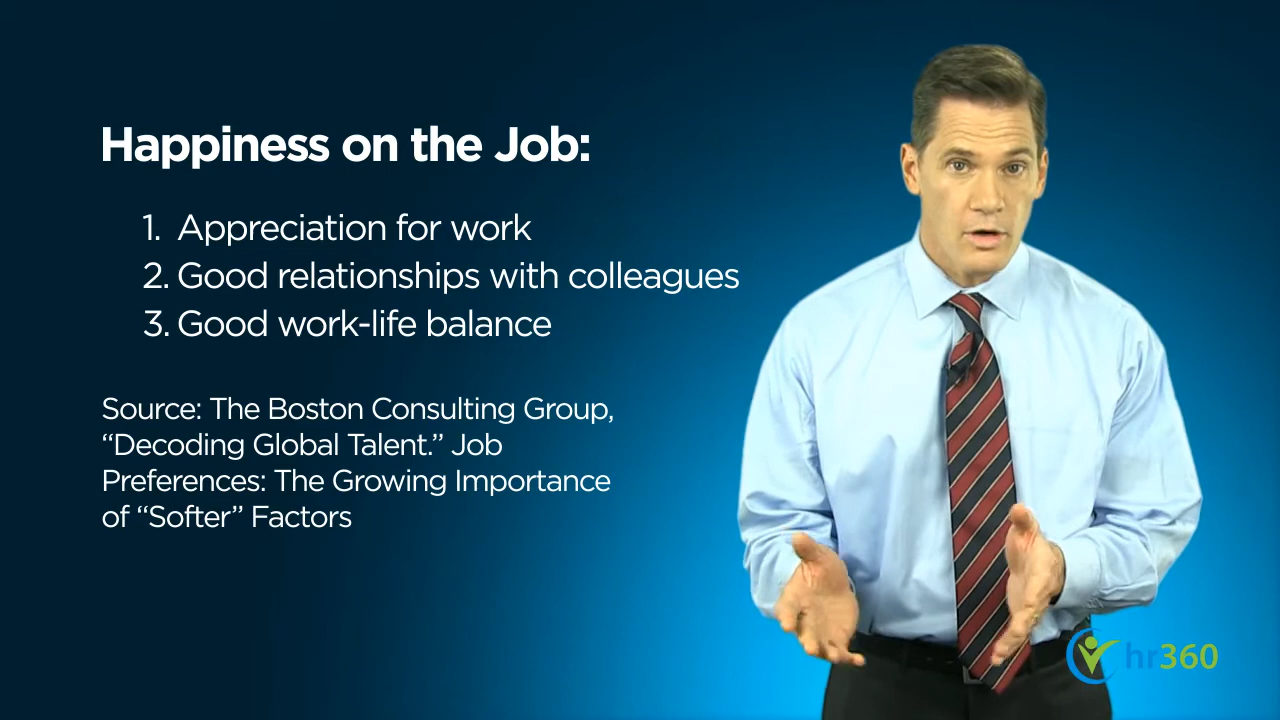 Happiness on the Job:
1. Appreciation for work
2. Good relationships with colleagues
3. Good work-life balance
Source: The Boston Consulting Group,
“Decoding Global Talent.” Job
Preferences: The Growing Importance
of “Softer” Factors
hr360